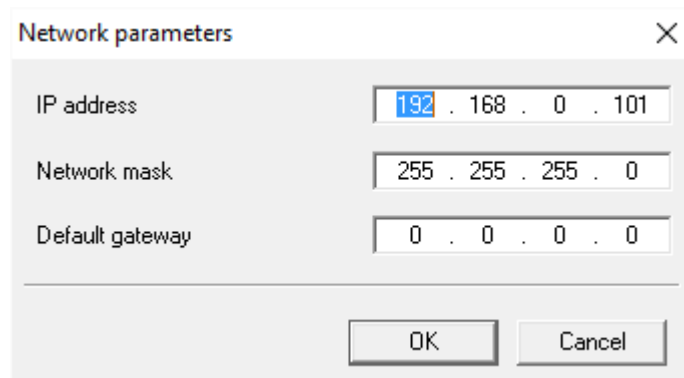 Network parameters
IP address 192 . 168 . 0 . 101
Network mask 255 . 255 . 255 . 0
Default gateway 0 . 0 . 0 . 0
OK Cancel